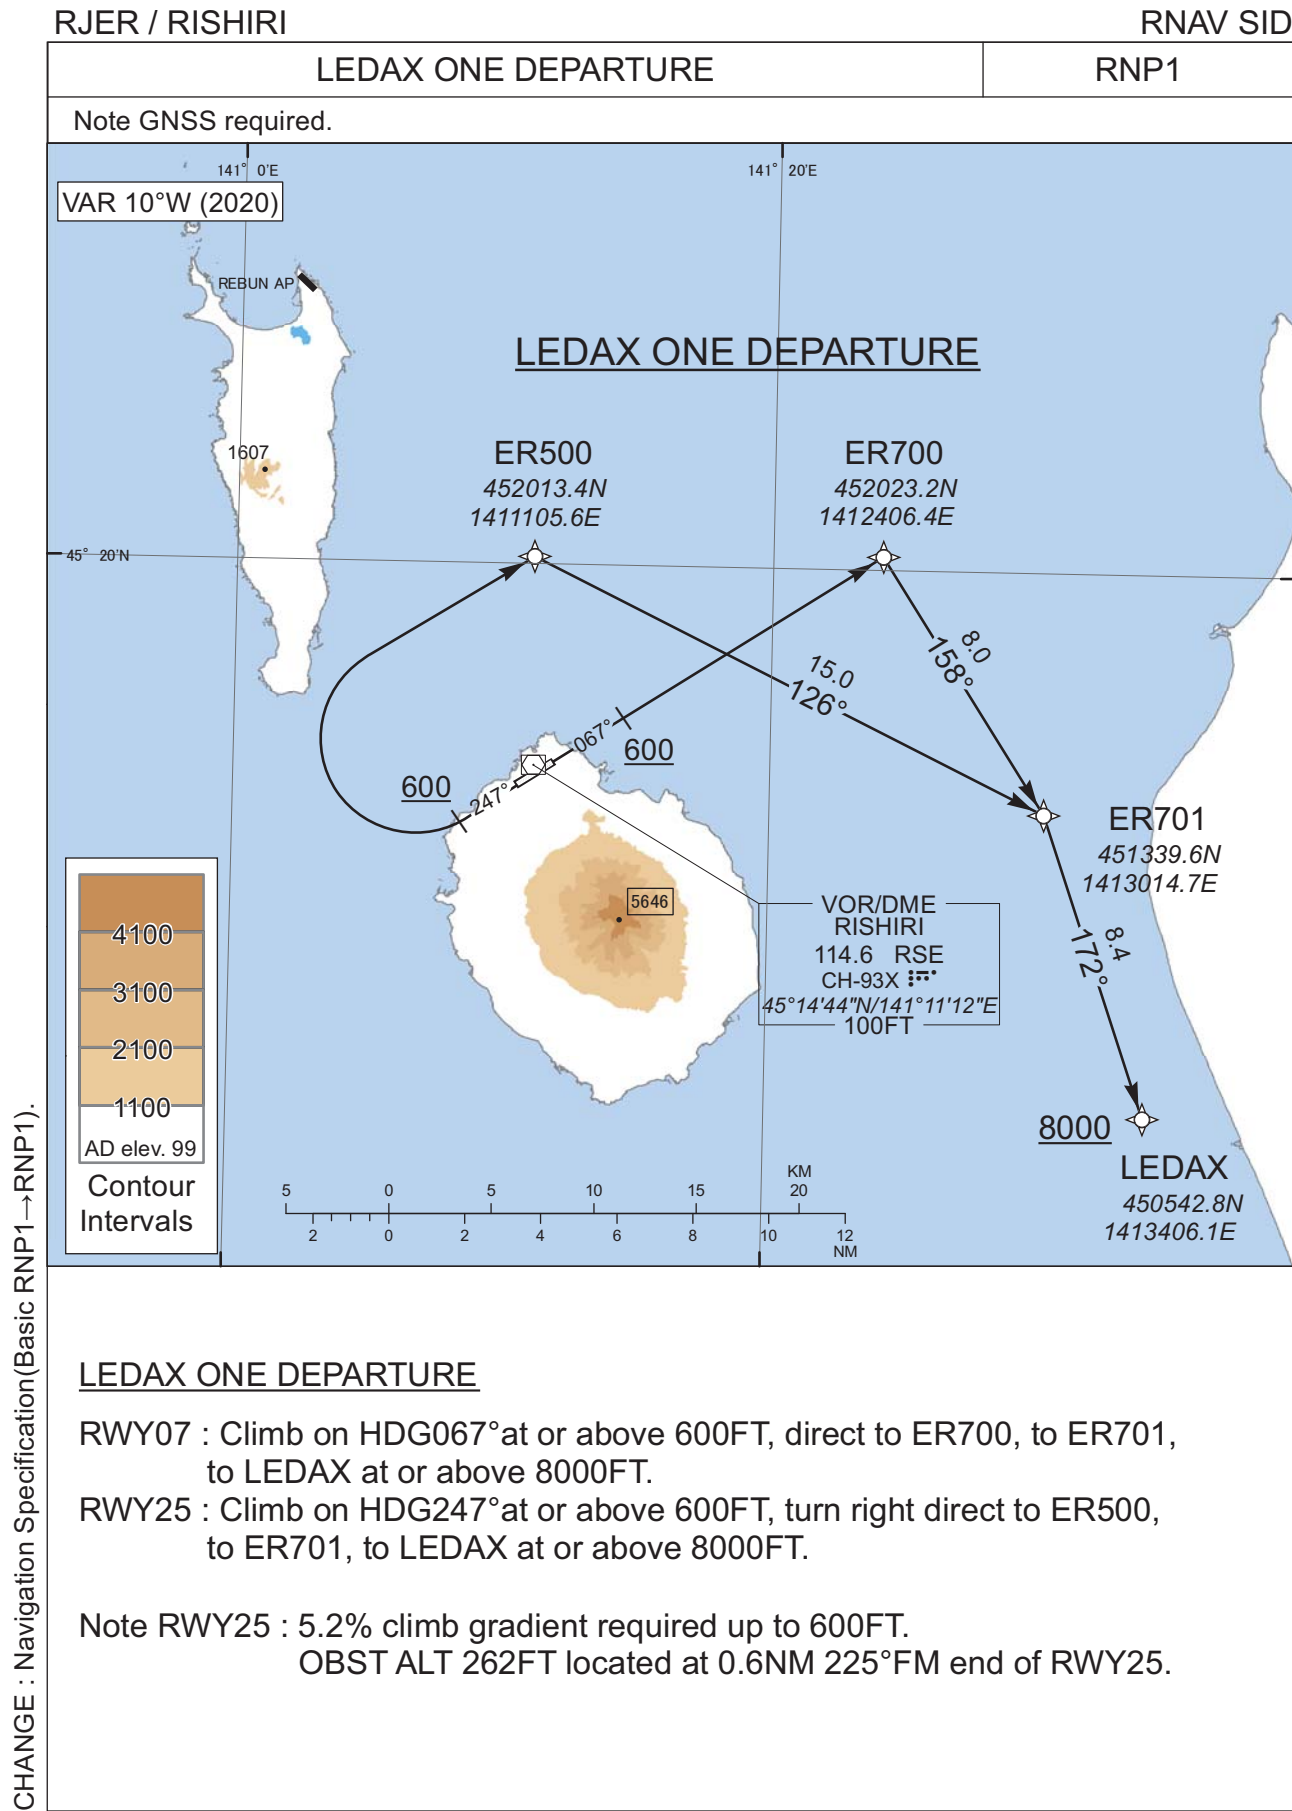 RJER / RISHIRI
RNAV SID
LEDAX ONE DEPARTURE
RNP1
Note GNSS required.
141° 0'E
141° 20'E
VAR 10°W (2020)
REBUN AP
LEDAX ONE DEPARTURE
1607
ER500
452013.4N
1411105.6E
ER700
452023.2N
1412406.4E
45° 20'N
8.0
158°
15.0
126°
067°
600
600
247°
ER701
451339.6N
1413014.7E
5646
VOR/DME
RISHIRI
114.6 RSE
CH-93X
45°14'44"N/141°11'12"E
100FT
8.4
172°
4100
3100
2100
1100
AD elev. 99
Contour
Intervals
8000
LEDAX
450542.8N
1413406.1E
KM
5 0 5 10 15 20
2 0 2 4 6 8 10 12
NM
LEDAX ONE DEPARTURE
RWY07 : Climb on HDG067°at or above 600FT, direct to ER700, to ER701,
to LEDAX at or above 8000FT.
RWY25 : Climb on HDG247°at or above 600FT, turn right direct to ER500,
to ER701, to LEDAX at or above 8000FT.
Note RWY25 : 5.2% climb gradient required up to 600FT.
OBST ALT 262FT located at 0.6NM 225°FM end of RWY25.
CHANGE : Navigation Specification(Basic RNP1→RNP1).